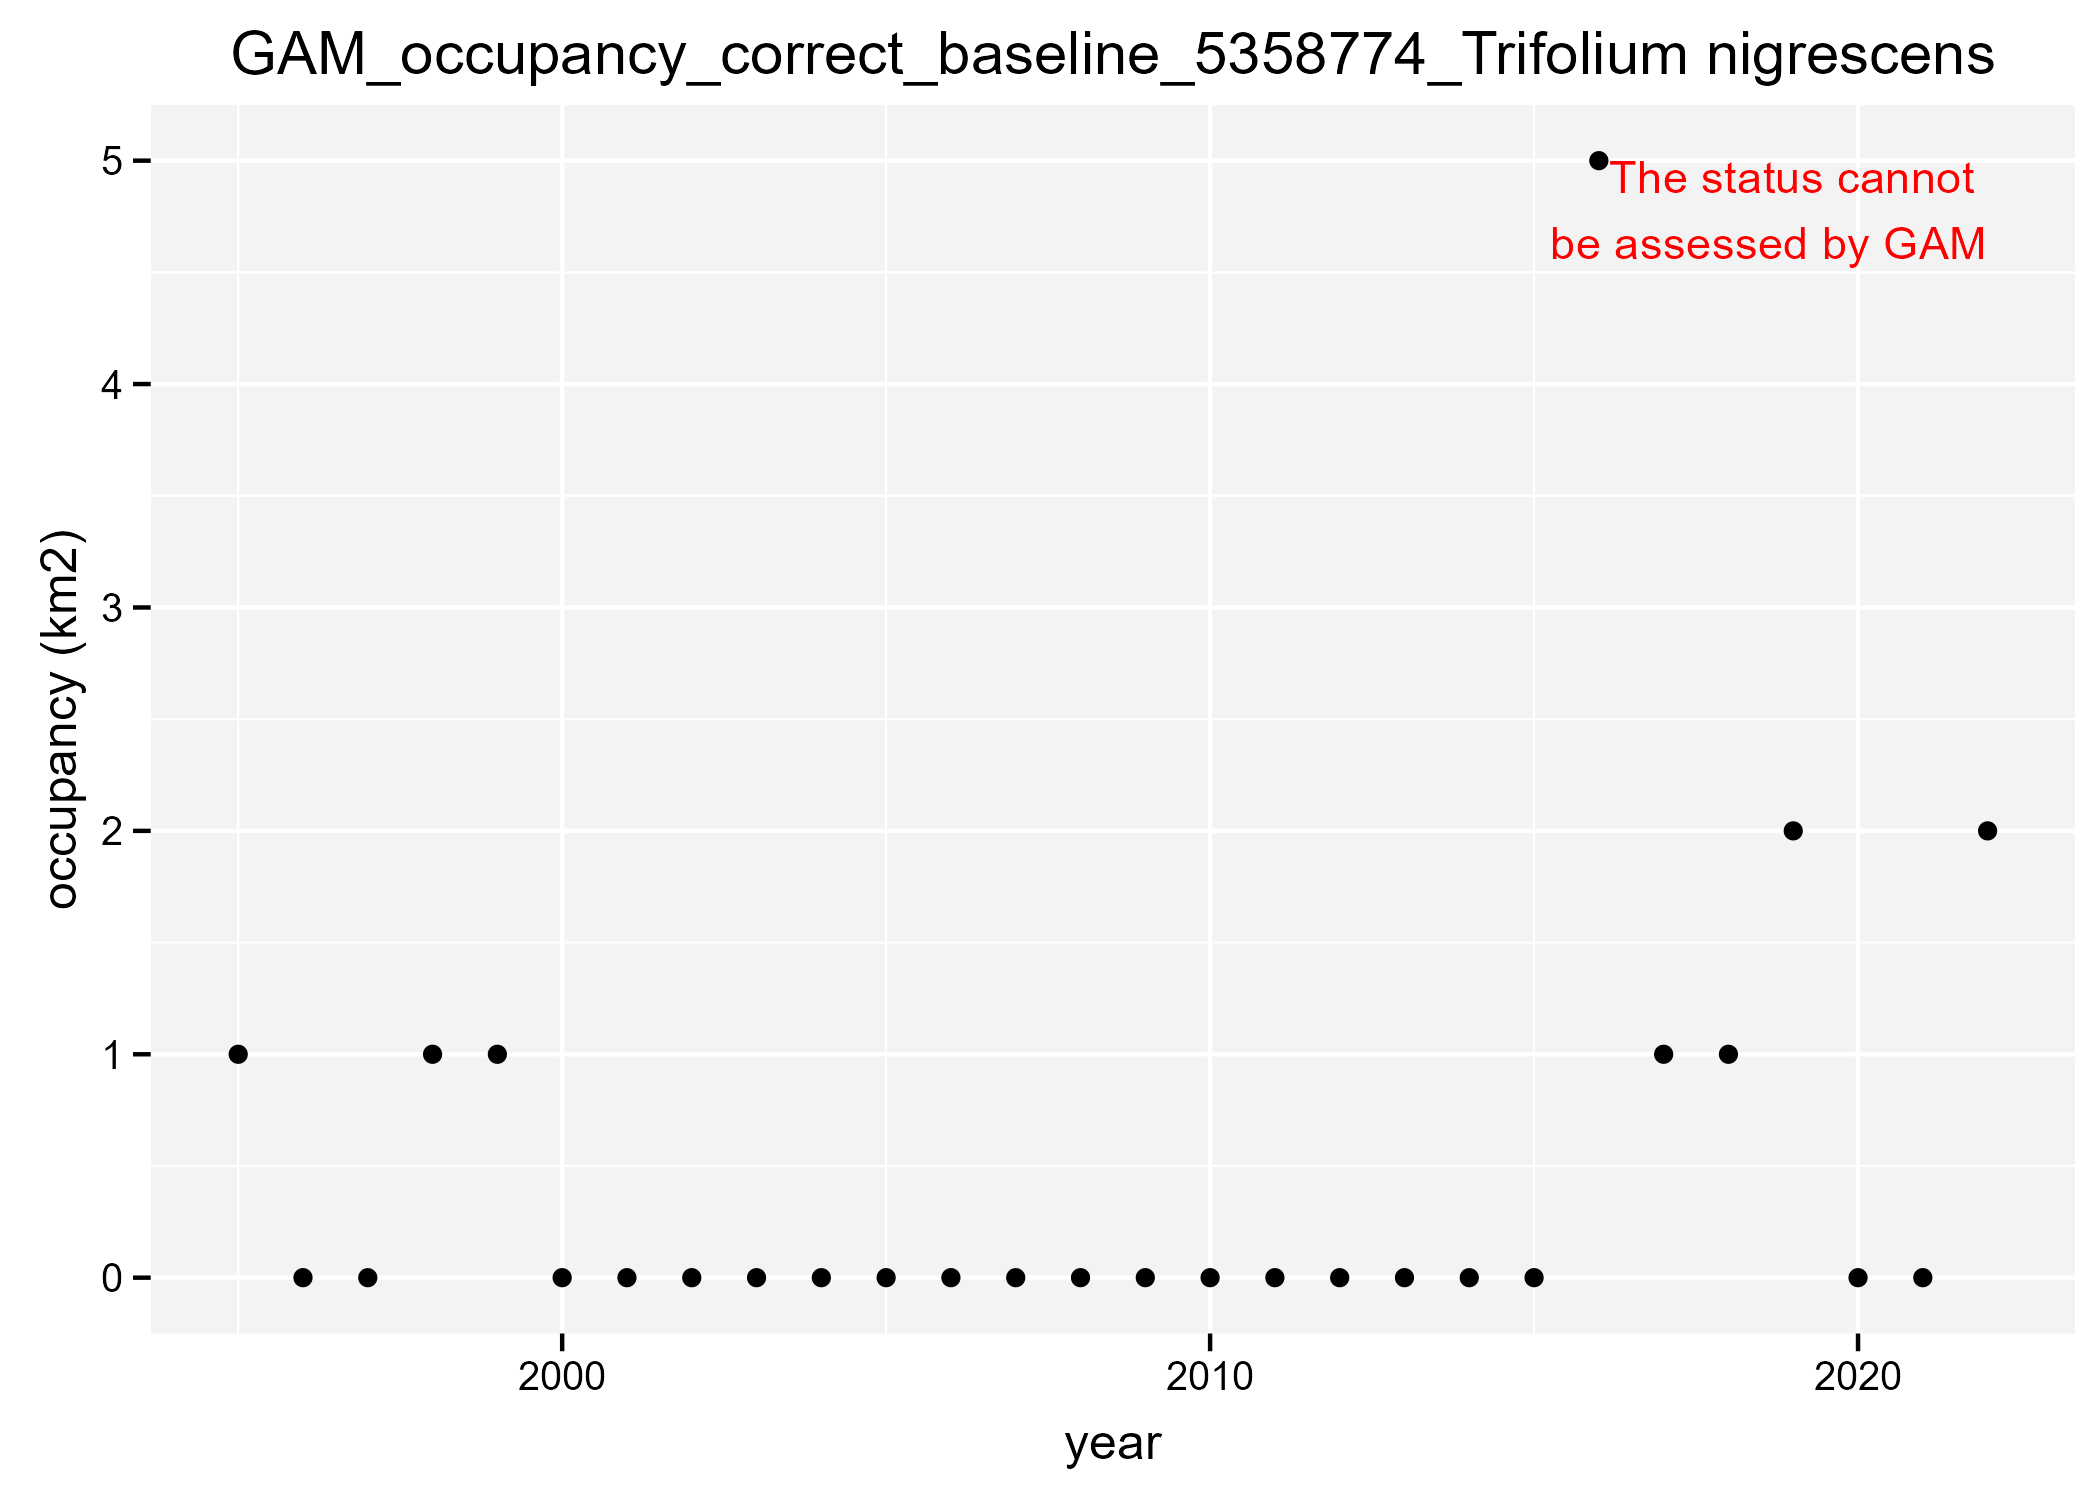 GAM_occupancy_correct_baseline_5358774_Trifolium nigrescens
5
The status cannot
be assessed by GAM
4
3
2
1
0
occupancy (km2)
2000 2010 2020
year